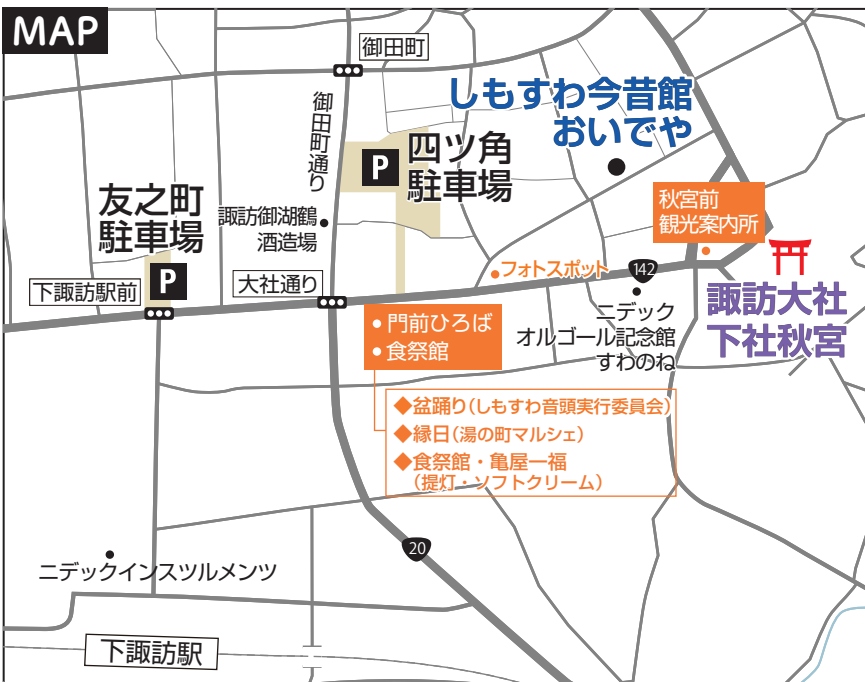 MAP
御田町
御田町通り
しもすわ今昔館
おいでや
P
四ツ角
駐車場
友之町
駐車場
P
諏訪御湖鶴
酒造場
秋宮前
観光案内所
下諏訪駅前
大社通り
フォトスポット
142
諏訪大社
下社秋宮
ニデック
オルゴール記念館
すわのね
● 門前ひろば
● 食祭館
◆盆踊り(しもすわ音頭実行委員会)
◆縁日(湯の町マルシェ)
◆食祭館・亀屋一福
(提灯・ソフトクリーム)
20
ニデックインスツルメンツ
下諏訪駅